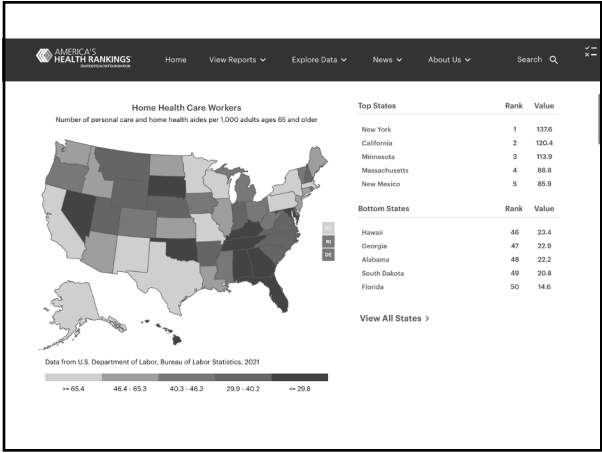 AMERICA'S
HEALTH RANKINGS
UNITED HEALTH FOUNDATION
Home View Reports Explore Data News About Us Search
Home Health Care Workers
Number of personal care and home health aides per 1,000 adults ages 65 and older
RI
DE
Data from U.S. Department of Labor, Bureau of Labor Statistics, 2021
>= 65.4 46.4 - 65.3 40.3 - 46.3 29.9 - 40.2 <= 29.8
Top States Rank Value
New York 1 137.6
California 2 120.4
Minnesota 3 113.9
Massachusetts 4 88.8
New Mexico 5 85.9
Bottom States Rank Value
Hawaii 46 23.4
Georgia 47 22.9
Alabama 48 22.2
South Dakota 49 20.8
Florida 50 14.6
View All States >